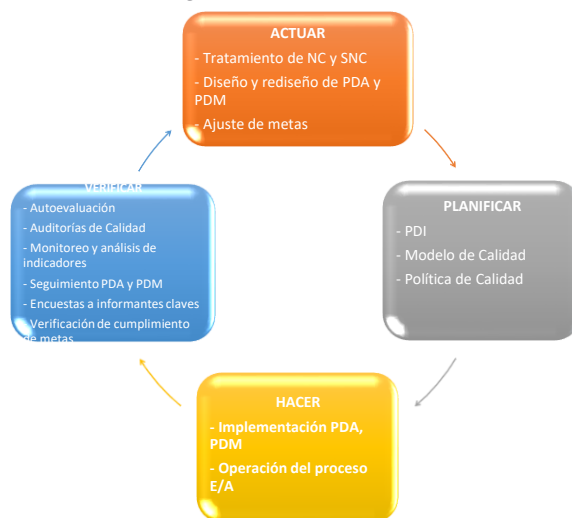 ACTUAR
- Tratamiento de NC y SNC
- Diseño y rediseño de PDA y
PDM
- Ajuste de metas
PLANIFICAR
- PDI
- Modelo de Calidad
- Política de Calidad
HACER
- Implementación PDA,
PDM
- Operación del proceso
E/A
VERIFICAR
- Autoevaluación
- Auditorías de Calidad
- Monitoreo y análisis de
indicadores
- Seguimiento PDA y PDM
- Encuestas a informantes claves
- Verificación de cumplimiento
de metas